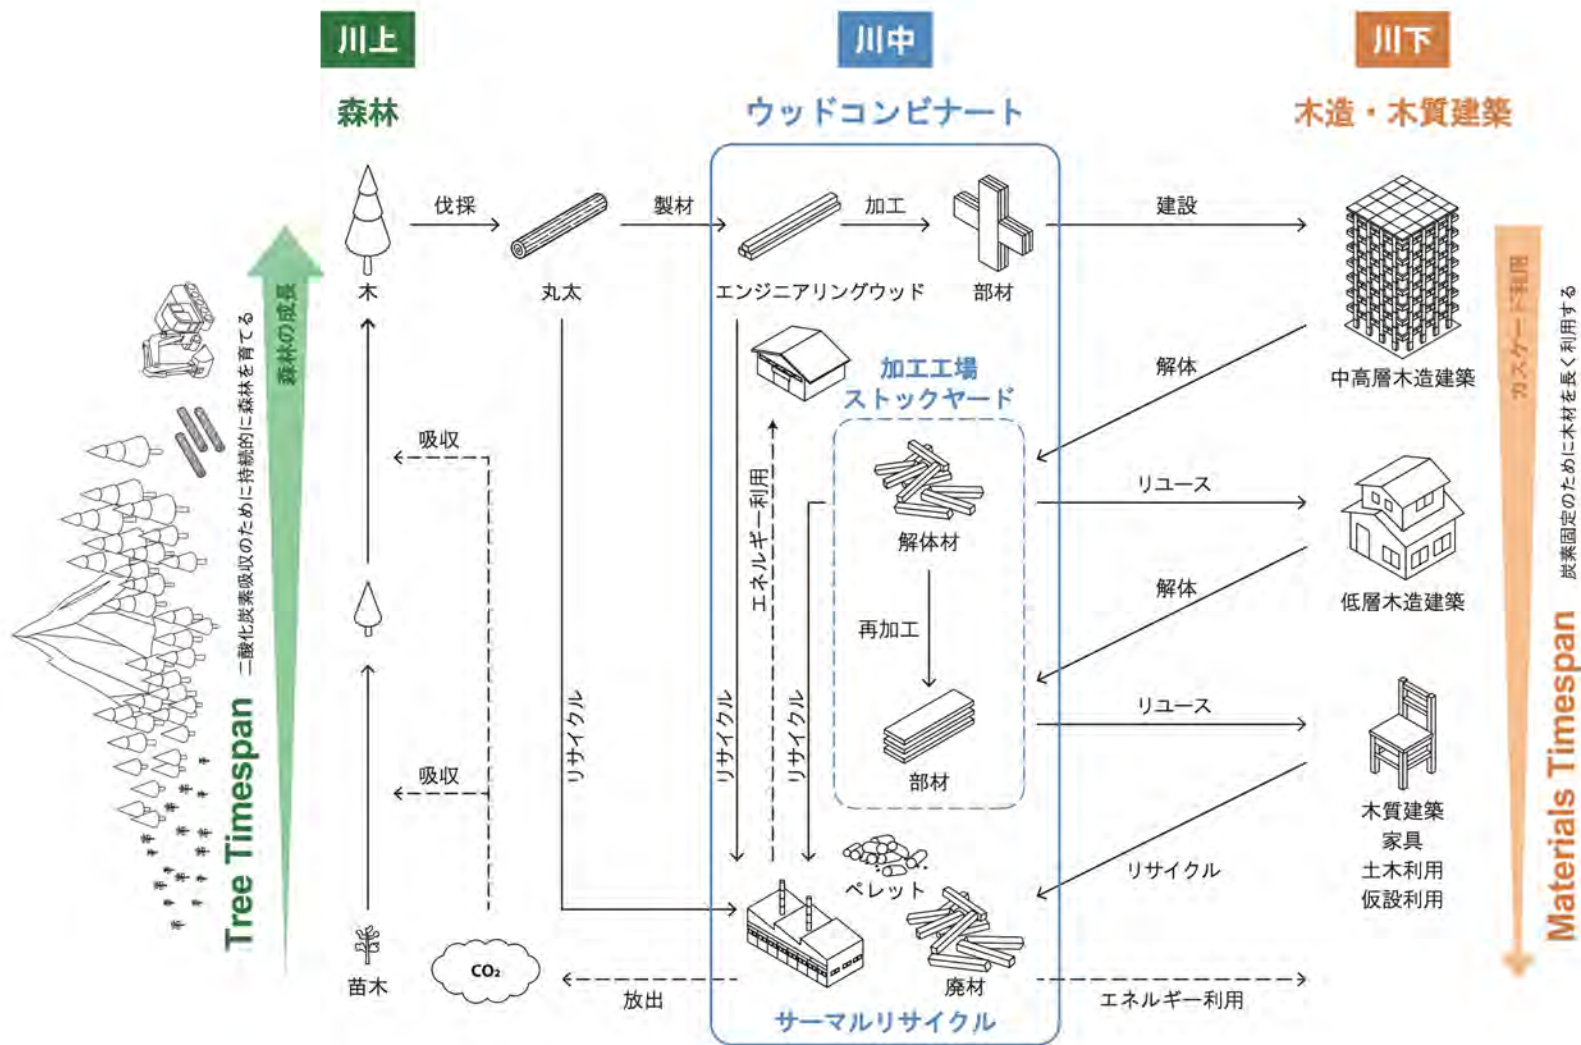 川上
川中
川下
森林
ウッドコンビナート
木造・木質建築
伐採
製材
加工
建設
木
丸太
エンジニアリングウッド
部材
中高層木造建築
森林の成長
二酸化炭素吸収のために持続的に森林を育てる
Tree Timespan
カスケード利用
炭素固定のために木材を長く利用する
Materials Timespan
加工工場
ストックヤード
解体
吸収
エネルギー利用
リユース
解体材
解体
低層木造建築
再加工
リサイクル
リサイクル
リサイクル
リユース
部材
吸収
木質建築
家具
土木利用
仮設利用
ペレット
リサイクル
苗木
CO₂
放出
廃材
エネルギー利用
サーマルリサイクル